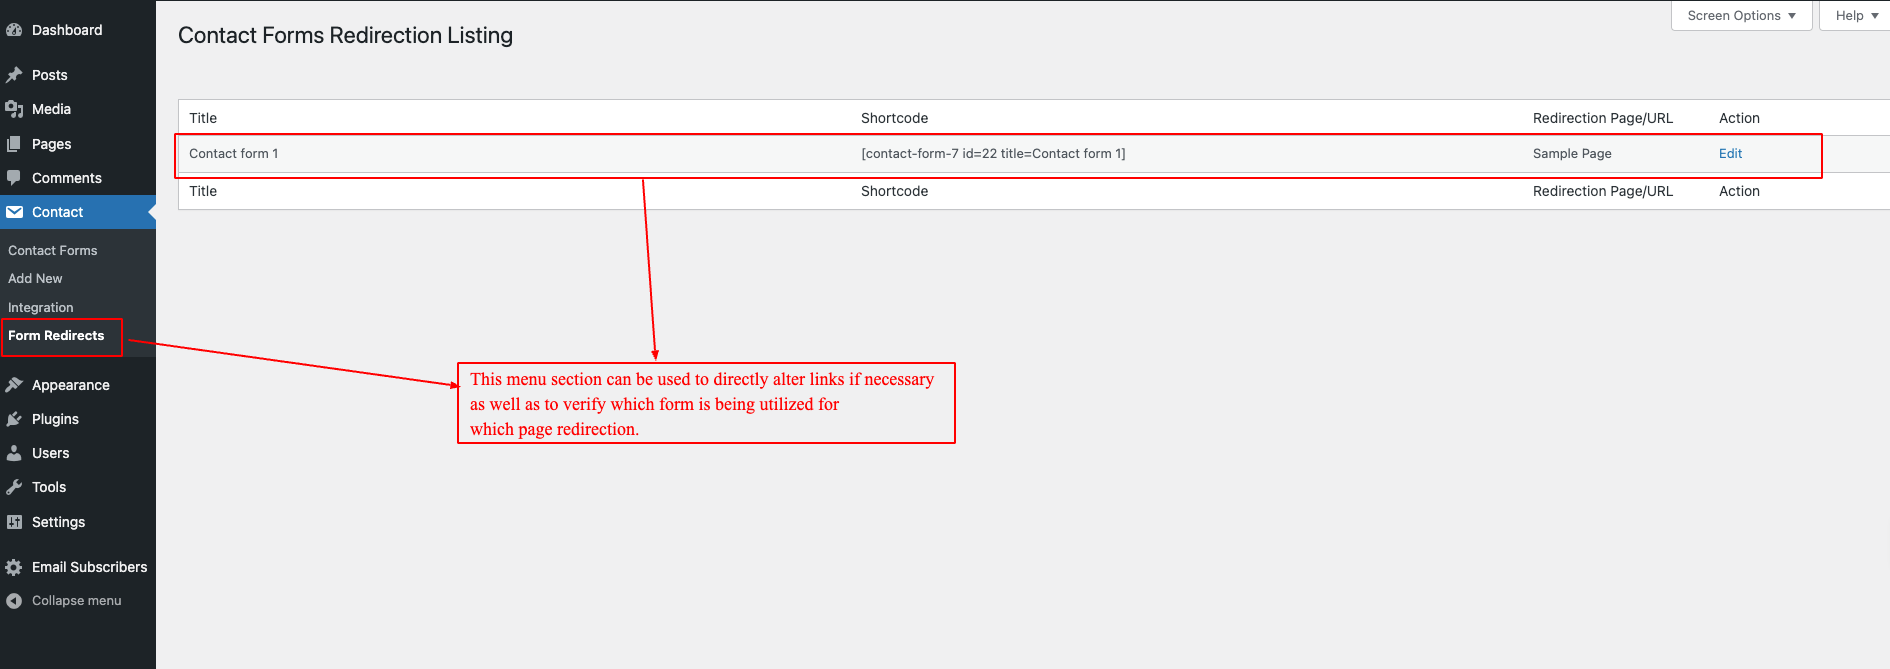 Dashboard
Posts
Media
Pages
Comments
Contact
Contact Forms
Add New
Integration
Form Redirects
Appearance
Plugins
Users
Tools
Settings
Email Subscribers
Collapse menu
Screen Options
Help
Contact Forms Redirection Listing
Title Shortcode Redirection Page/URL Action
Contact form 1 [contact-form-7 id=22 title=Contact form 1] Sample Page Edit
Title Shortcode Redirection Page/URL Action
This menu section can be used to directly alter links if necessary
as well as to verify which form is being utilized for
which page redirection.